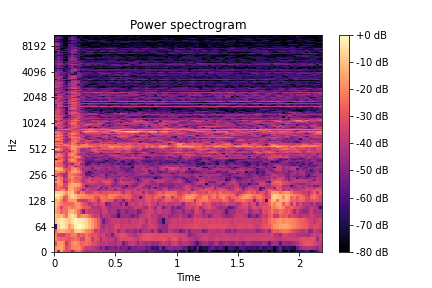 Power spectrogram
8192
4096
2048
1024
512
256
128
64
0
Hz
0
0.5
1
1.5
2
Time
+0 dB
-10 dB
-20 dB
-30 dB
-40 dB
-50 dB
-60 dB
-70 dB
-80 dB